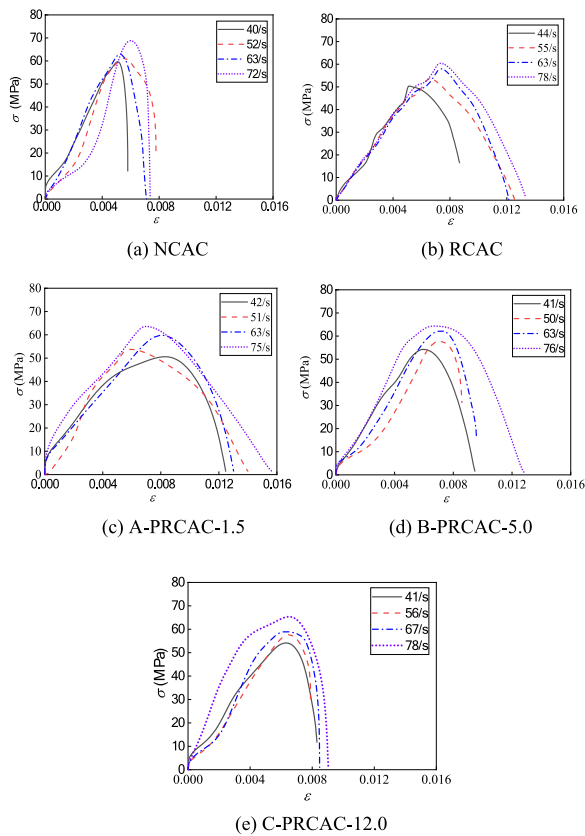 80
70
60
50
40
30
20
10
0
σ (MPa)
0.000 0.004 0.008 0.012 0.016
ε
40/s
52/s
63/s
72/s
(a) NCAC
80
70
60
50
40
30
20
10
0
σ (MPa)
0.000 0.004 0.008 0.012 0.016
ε
44/s
55/s
63/s
78/s
(b) RCAC
80
70
60
50
40
30
20
10
0
σ (MPa)
0.000 0.004 0.008 0.012 0.016
ε
42/s
51/s
63/s
75/s
(c) A-PRCAC-1.5
80
70
60
50
40
30
20
10
0
σ (MPa)
0.000 0.004 0.008 0.012 0.016
ε
41/s
50/s
63/s
76/s
(d) B-PRCAC-5.0
80
70
60
50
40
30
20
10
0
σ (MPa)
0.000 0.004 0.008 0.012 0.016
ε
41/s
56/s
67/s
78/s
(e) C-PRCAC-12.0